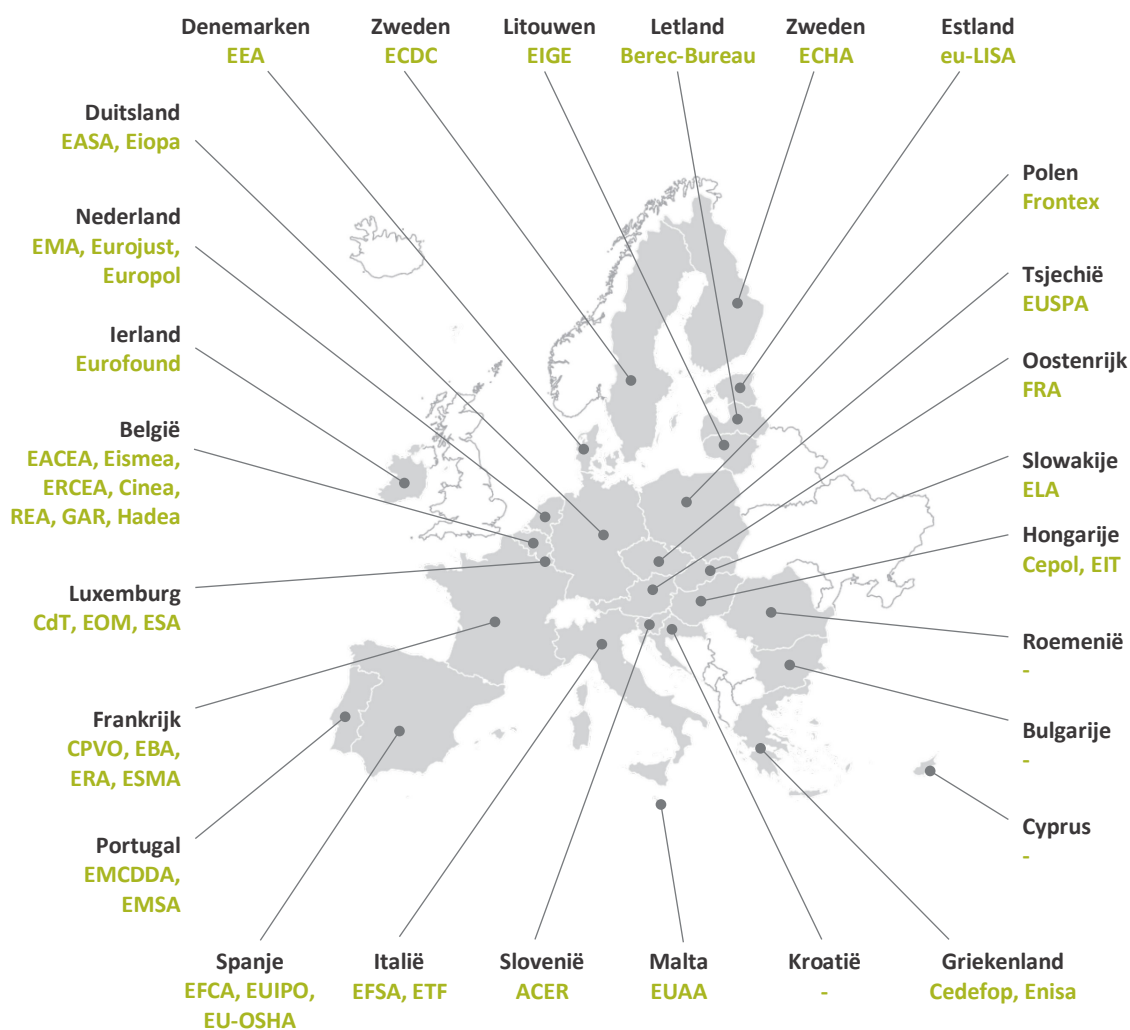 Denemarken
EEA
Zweden
ECDC
Litouwen
EIGE
Letland
Berec-Bureau
Zweden
ECHA
Estland
eu-LISA
Duitsland
EASA, Eiopa
Nederland
EMA, Eurojust,
Europol
Ierland
Eurofound
België
EACEA, Eismea,
ERCEA, Cinea,
REA, GAR, Hadea
Luxemburg
CdT, EOM, ESA
Frankrijk
CPVO, EBA,
ERA, ESMA
Portugal
EMCDDA,
EMSA
Polen
Frontex
Tsjechië
EUSPA
Oostenrijk
FRA
Slowakije
ELA
Hongarije
Cepol, EIT
Roemenië
-
Bulgarije
-
Cyprus
-
Spanje
EFCA, EUIPO,
EU-OSHA
Italië
EFSA, ETF
Slovenië
ACER
Malta
EUAA
Kroatië
-
Griekenland
Cedefop, Enisa